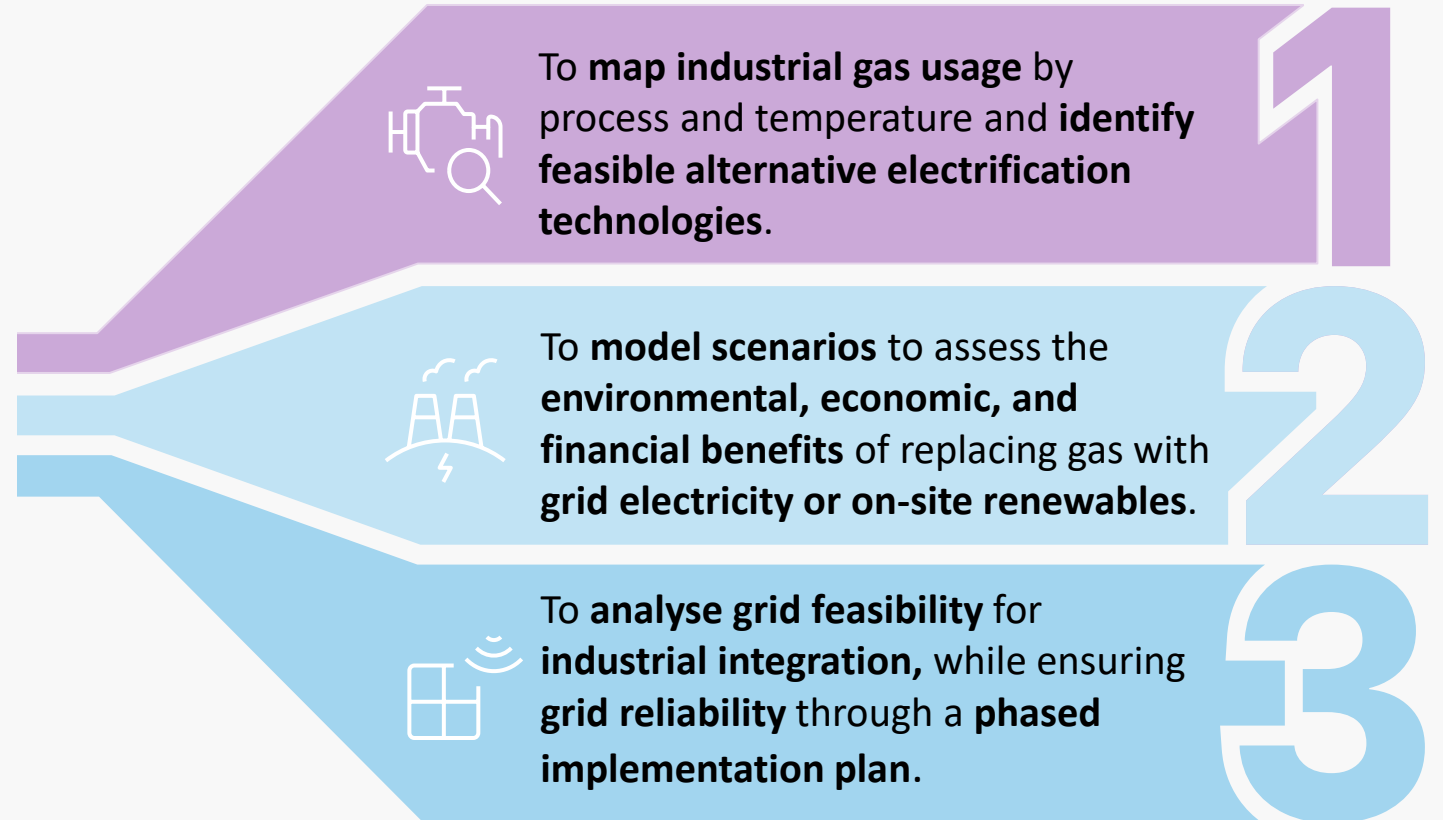 To map industrial gas usage by
process and temperature and identify
feasible alternative electrification
technologies.
1
To model scenarios to assess the
environmental, economic, and
financial benefits of replacing gas with
grid electricity or on-site renewables.
2
To analyse grid feasibility for
industrial integration, while ensuring
grid reliability through a phased
implementation plan.
3